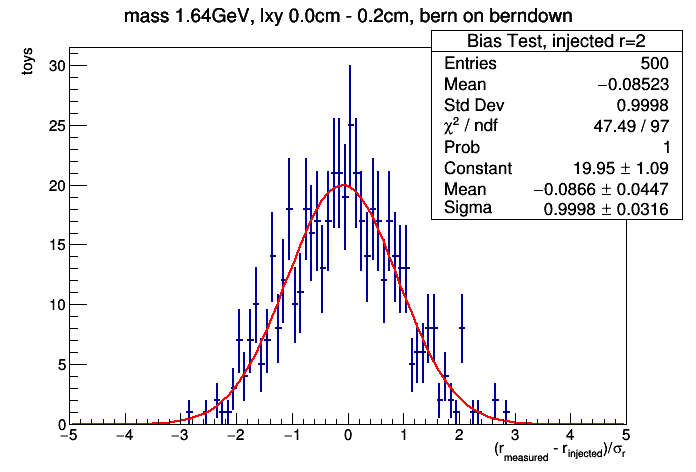 mass 1.64GeV, lxy 0.0cm - 0.2cm, bern on berndown
Bias Test, injected r=2
Entries 500
Mean −0.08523
Std Dev 0.9998
χ² / ndf 47.49 / 97
Prob 1
Constant 19.95 ± 1.09
Mean −0.0866 ± 0.0447
Sigma 0.9998 ± 0.0316
toys
30
25
20
15
10
5
0
−5 −4 −3 −2 −1 0 1 2 3 4 5
(r_measured - r_injected)/σ_r